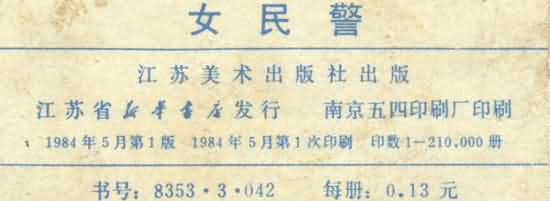 女民警
江苏美术出版社出版
江苏省新华书店发行 南京五四印刷厂印刷
1984年5月第1版 1984年5月第1次印刷 印数1—210.000册
书号：8353·3·042 每册：0.13元